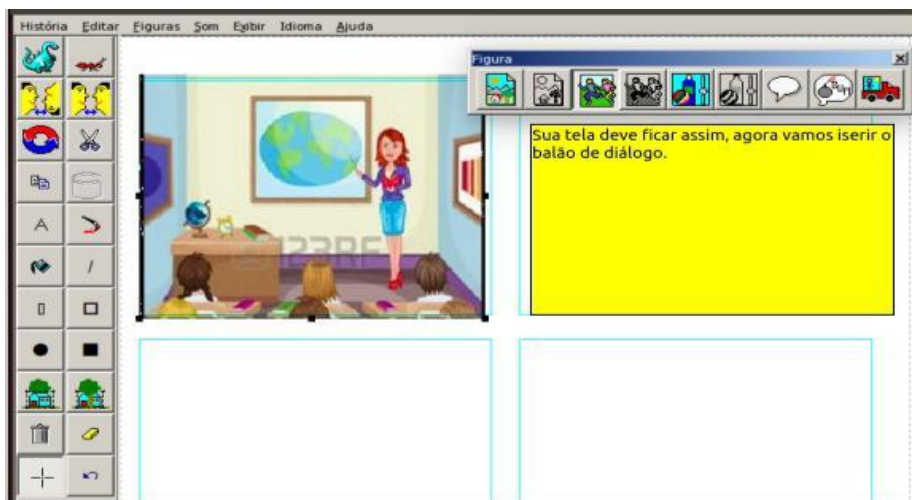 História Editar Figuras Som Exibir Idioma Ajuda
Figura
Sua tela deve ficar assim, agora vamos iserir o
balão de diálogo.
123RF
A